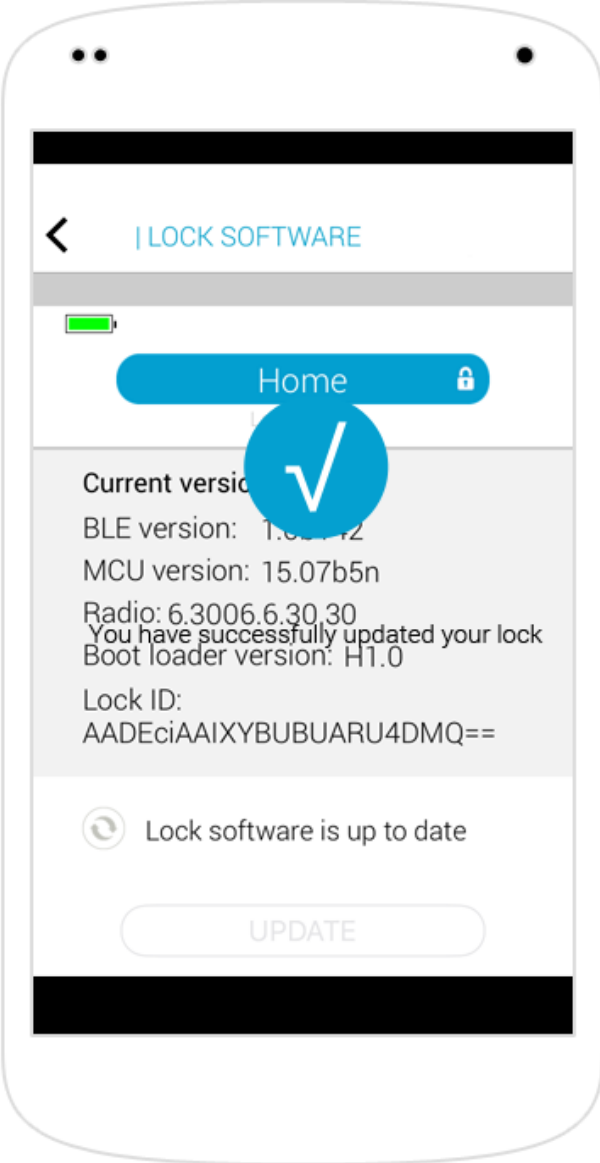 | LOCK SOFTWARE
Home
Current
BLE version:
MCU version: 15.07b5n
Radio: 6.3006.6.30.30
You have successfully updated your lock
Boot loader version: H1.0
Lock ID:
AADEciAAIXYBUBUARU4DMQ==
Lock software is up to date
UPDATE